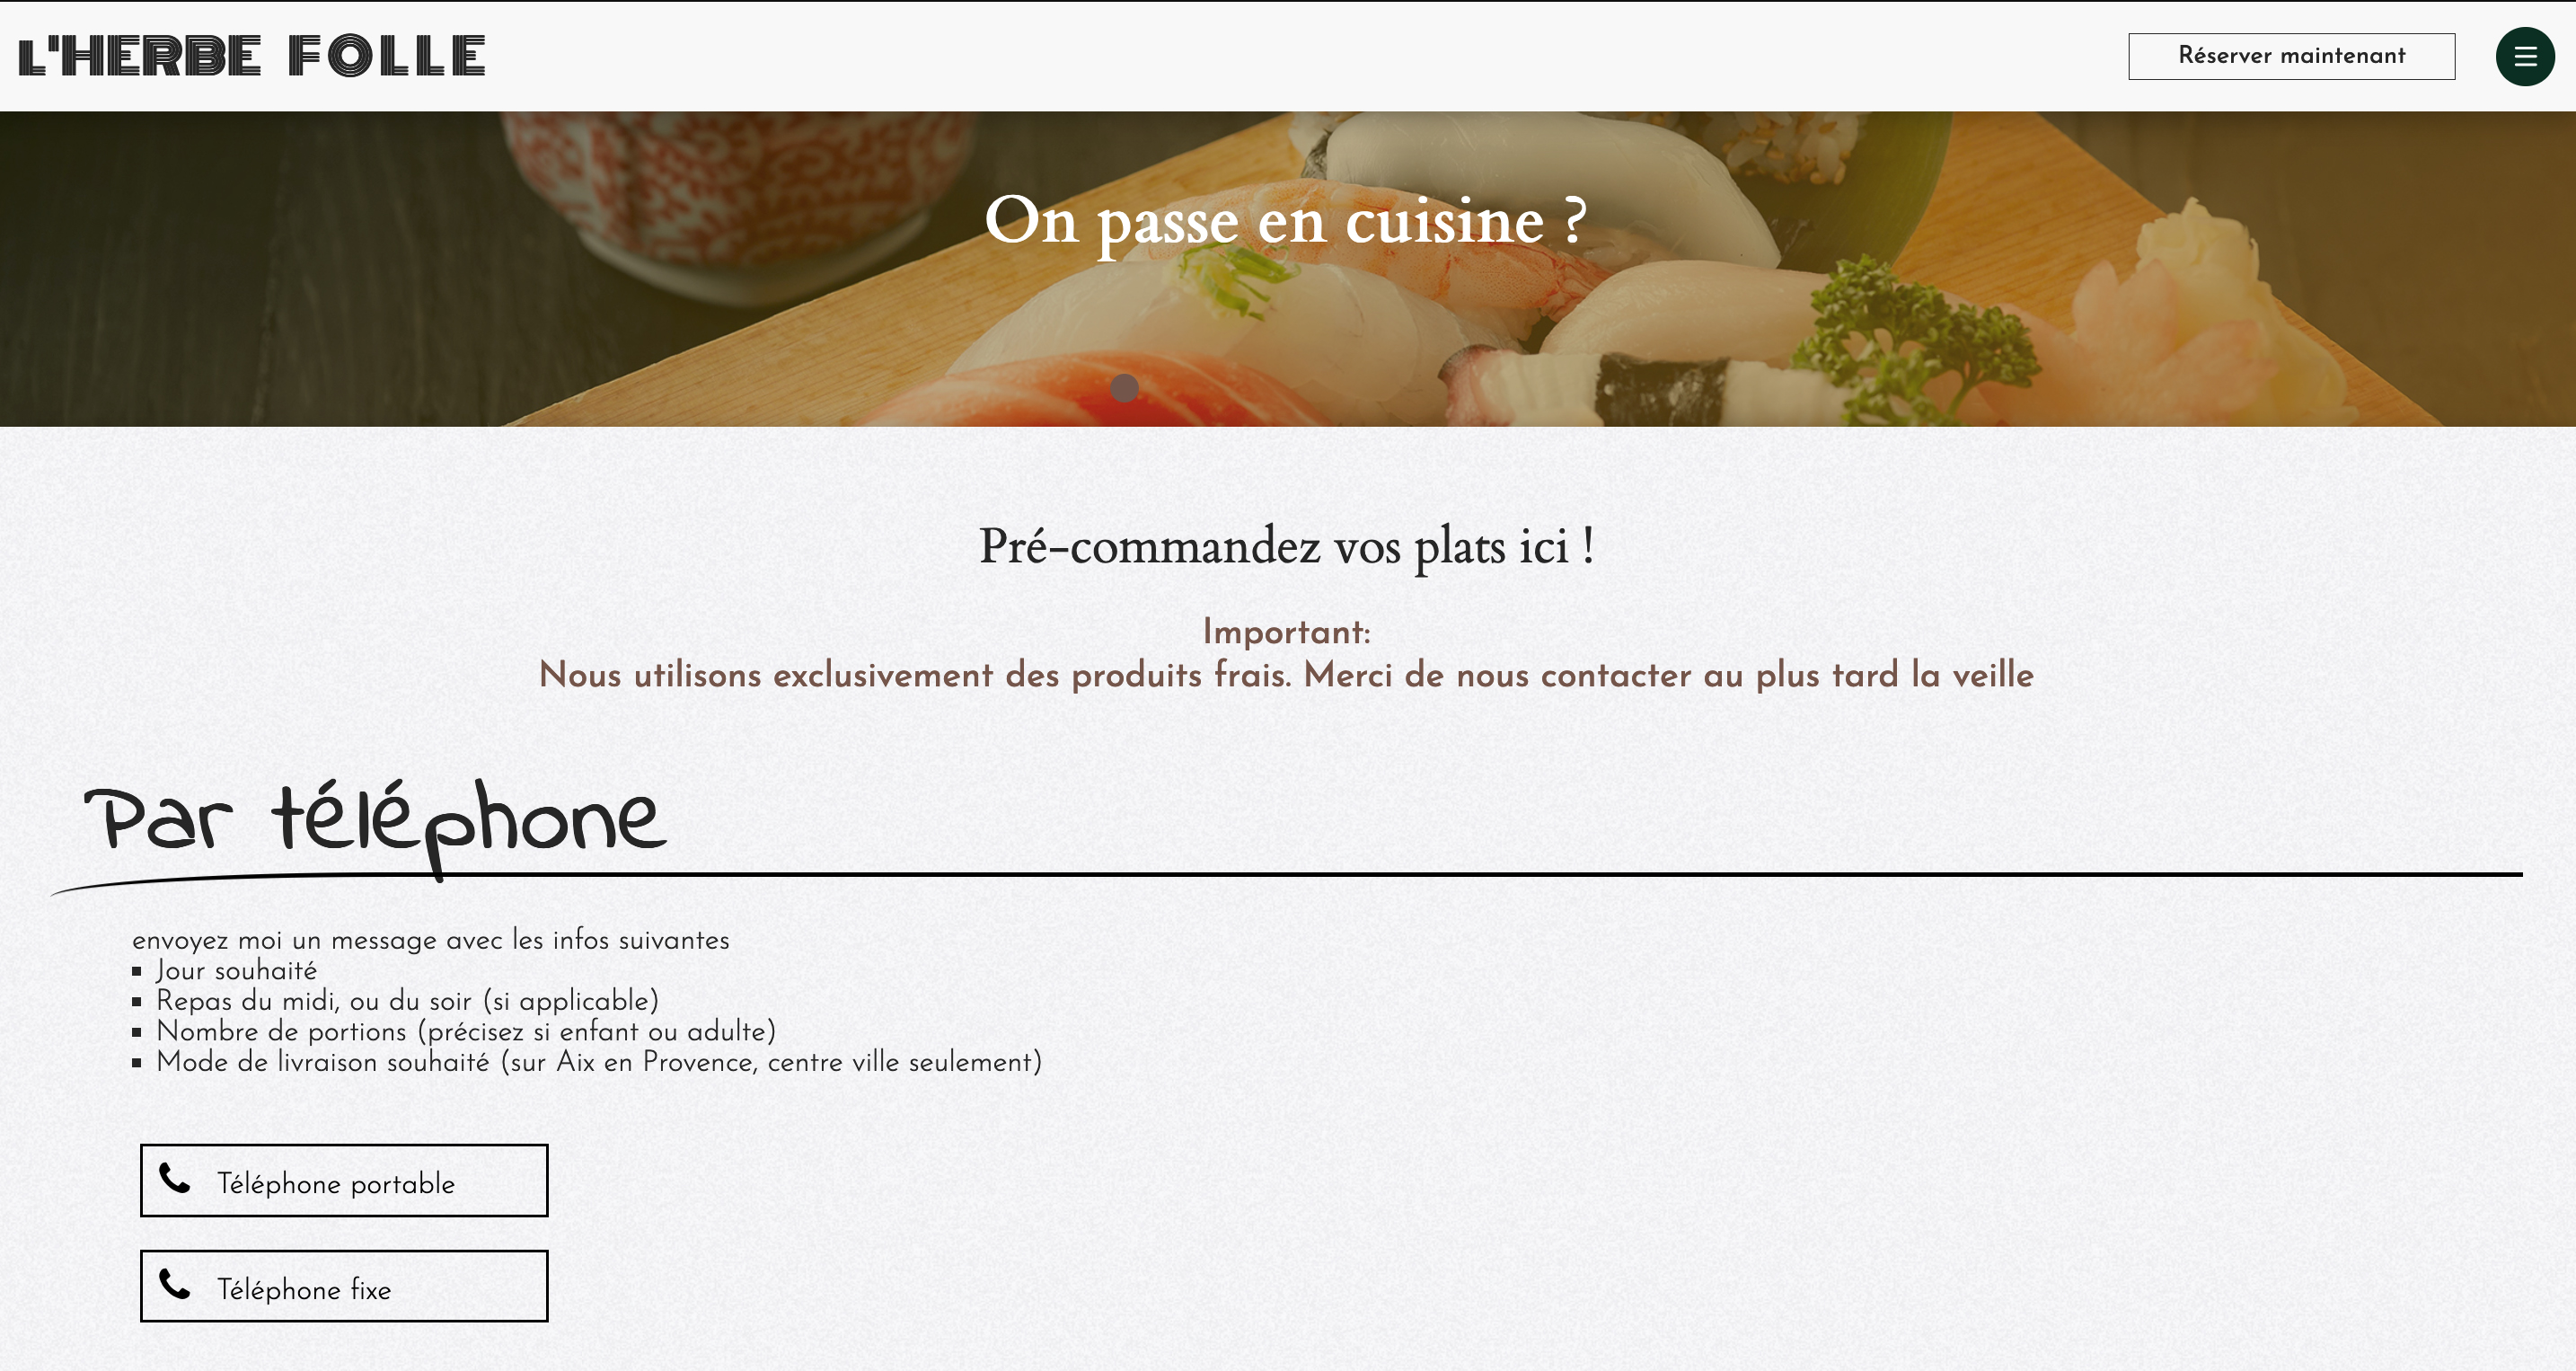 L'HERBE FOLLE
Réserver maintenant
On passe en cuisine ?
Pré-commandez vos plats ici !
Important:
Nous utilisons exclusivement des produits frais. Merci de nous contacter au plus tard la veille
Par téléphone
envoyez moi un message avec les infos suivantes
Jour souhaité
Repas du midi, ou du soir (si applicable)
Nombre de portions (précisez si enfant ou adulte)
Mode de livraison souhaité (sur Aix en Provence, centre ville seulement)
Téléphone portable
Téléphone fixe